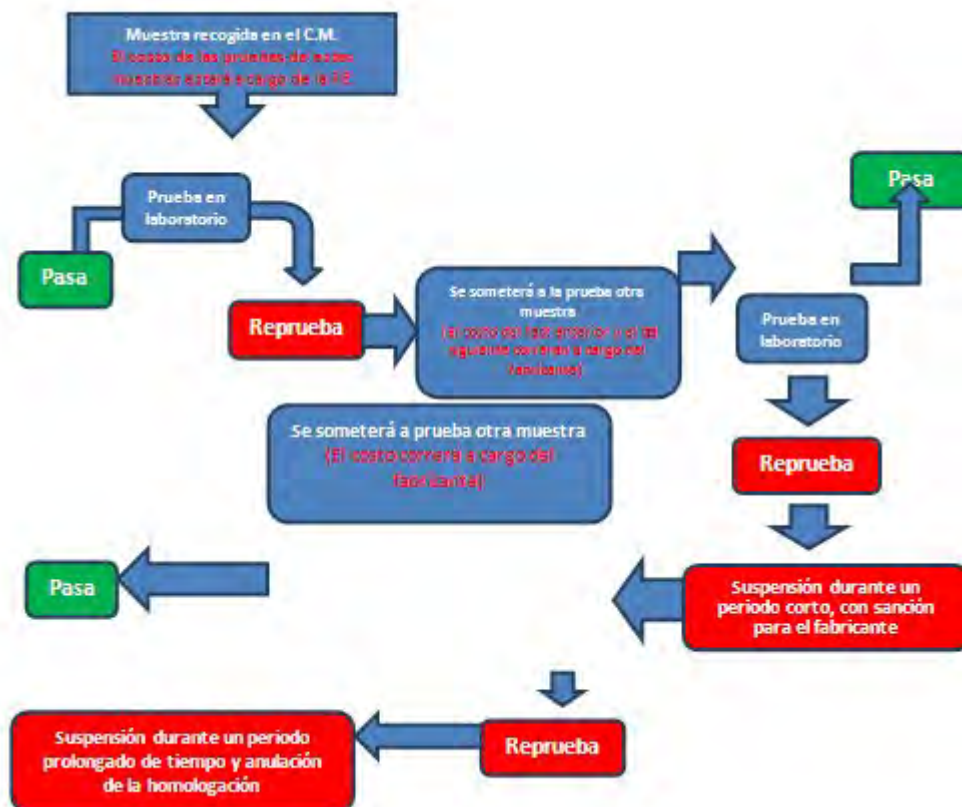 Muestra recogida en el C.M.
El costo de las pruebas de estas
muestras estará a cargo de la
Pasa
Prueba en
laboratorio
Pasa
Reprueba
Se someterá a la prueba otra
muestra
(El costo del test anterior y el del
siguiente correrán a cargo del
fabricante)
Prueba en
laboratorio
Se someterá a prueba otra muestra
(El costo correrá a cargo del
fabricante)
Reprueba
Pasa
Suspensión durante un
periodo corto, con sanción
para el fabricante
Reprueba
Suspensión durante un periodo
prolongado de tiempo y anulación
de la homologación